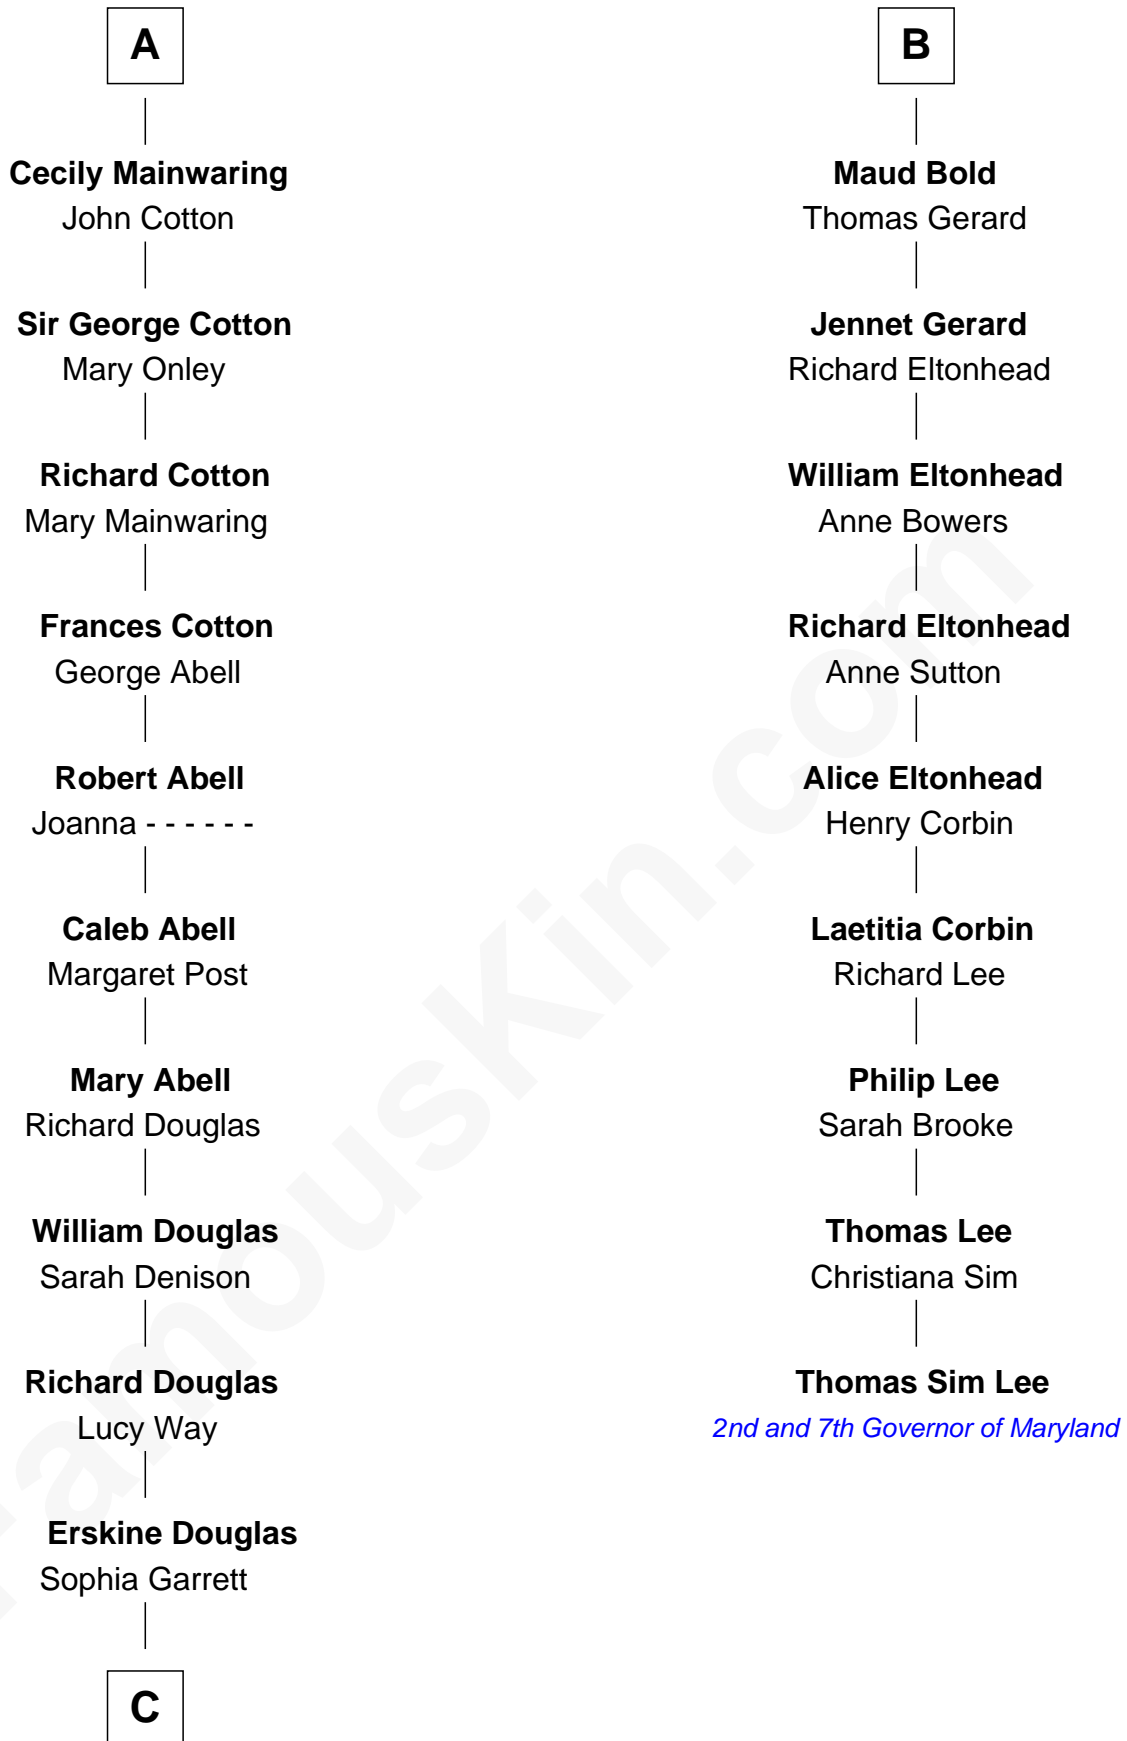 A
Cecily Mainwaring
John Cotton
Sir George Cotton
Mary Onley
Richard Cotton
Mary Mainwaring
Frances Cotton
George Abell
Robert Abell
Joanna - - - - - -
Caleb Abell
Margaret Post
Mary Abell
Richard Douglas
William Douglas
Sarah Denison
Richard Douglas
Lucy Way
Erskine Douglas
Sophia Garrett
C
B
Maud Bold
Thomas Gerard
Jennet Gerard
Richard Eltonhead
William Eltonhead
Anne Bowers
Richard Eltonhead
Anne Sutton
Alice Eltonhead
Henry Corbin
Laetitia Corbin
Richard Lee
Philip Lee
Sarah Brooke
Thomas Lee
Christiana Sim
Thomas Sim Lee
2nd and 7th Governor of Maryland
FamousKin.com